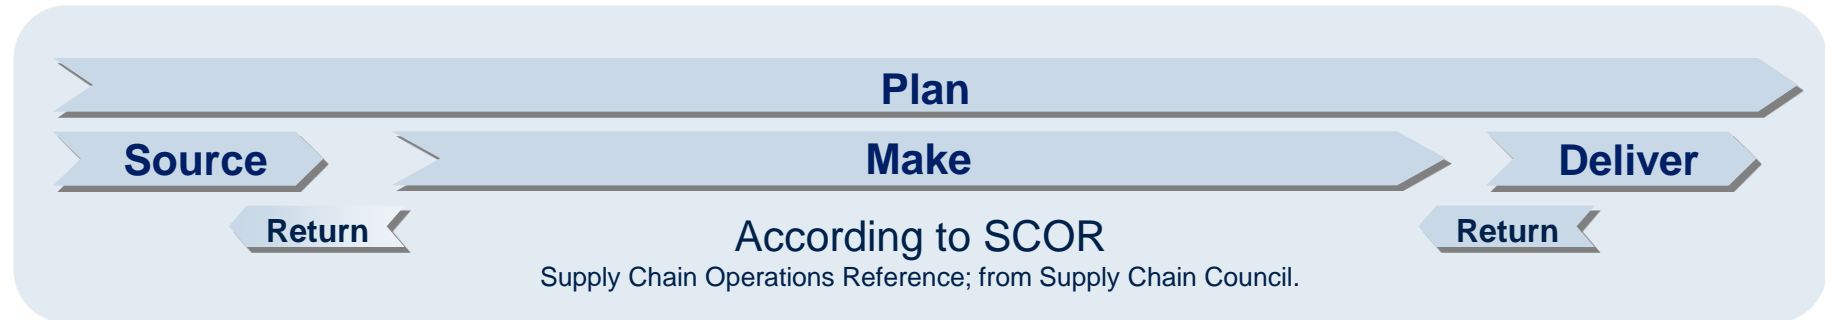 Plan
Source
Make
Deliver
Return
According to SCOR
Return
Supply Chain Operations Reference; from Supply Chain Council.